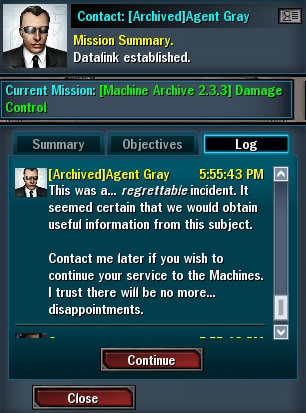 Contact: [Archived]Agent Gray
Mission Summary.
Datalink established.
Current Mission: [Machine Archive 2.3.3] Damage
Control
Summary
Objectives
Log
[Archived]Agent Gray 5:55:43 PM
This was a... regrettable incident. It
seemed certain that we would obtain
useful information from this subject.
Contact me later if you wish to
continue your service to the Machines.
I trust there will be no more...
disappointments.
Continue
Close